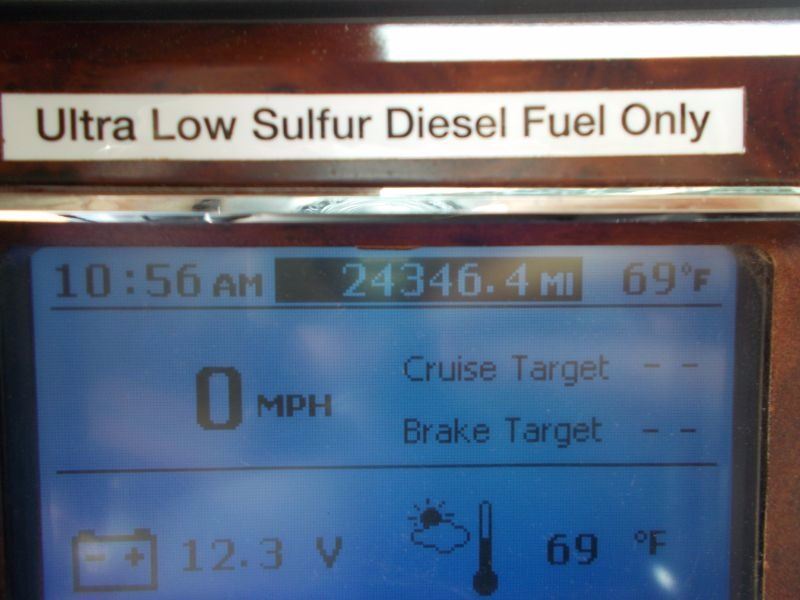 Ultra Low Sulfur Diesel Fuel Only
10:56 AM 24346.4 MI 69°F
0 MPH
Cruise Target - -
Brake Target - -
- + 12.3 V 69 °F